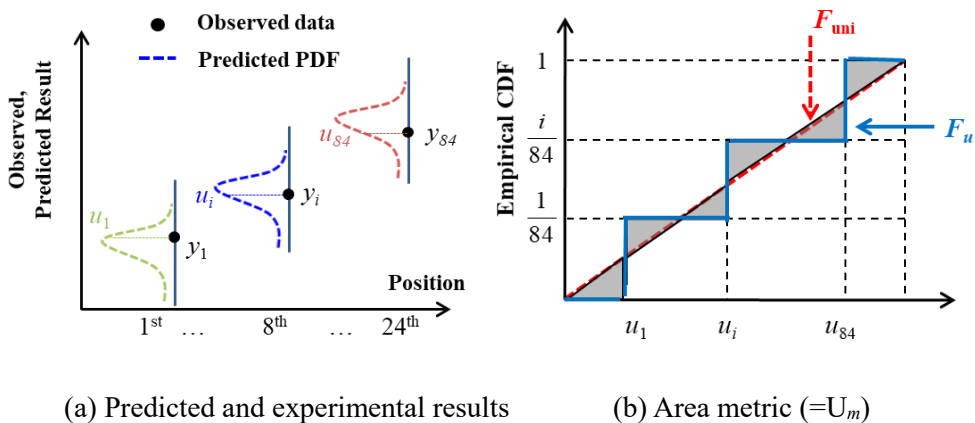 Observed data
Predicted PDF
Observed,
Predicted Result
u1
y1
ui
yi
u84
y84
Position
1st ... 8th ... 24th
(a) Predicted and experimental results
Empirical CDF
1
i
84
1
84
Funi
Fu
u1 ui u84
(b) Area metric (=Um)